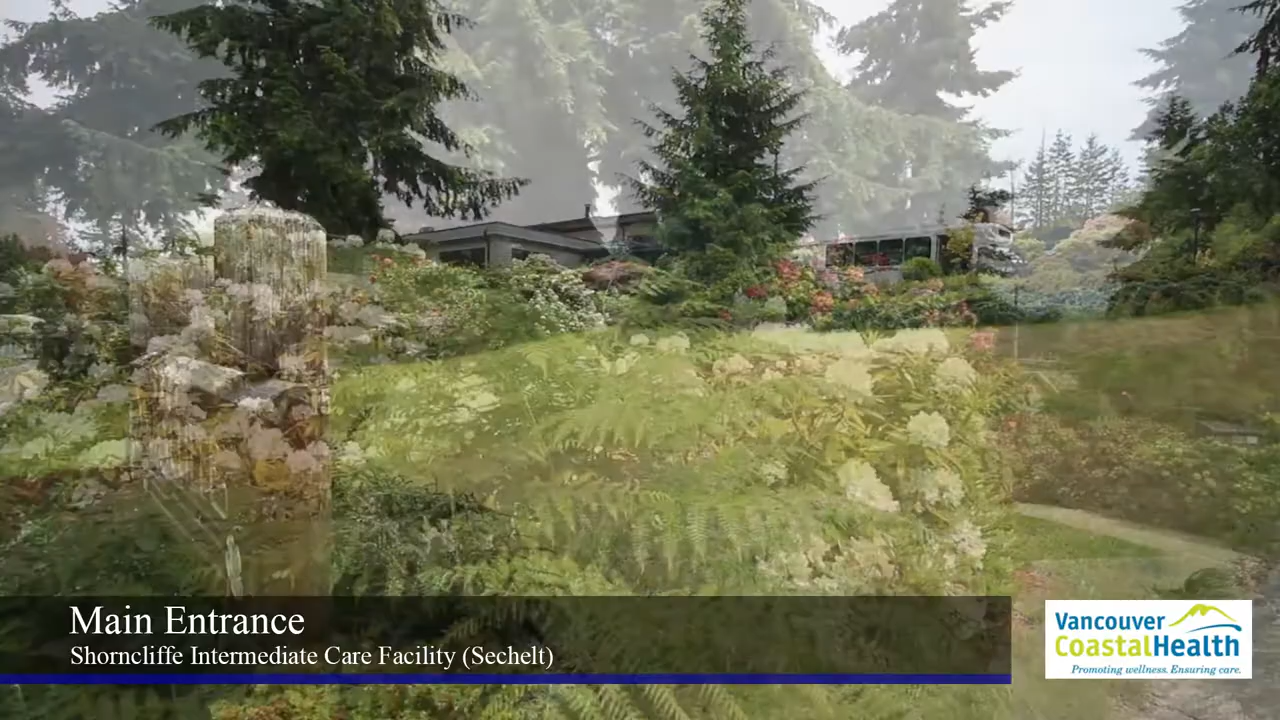 Main Entrance
Shorncliffe Intermediate Care Facility (Sechelt)
Vancouver
CoastalHealth
Promoting wellness. Ensuring care.